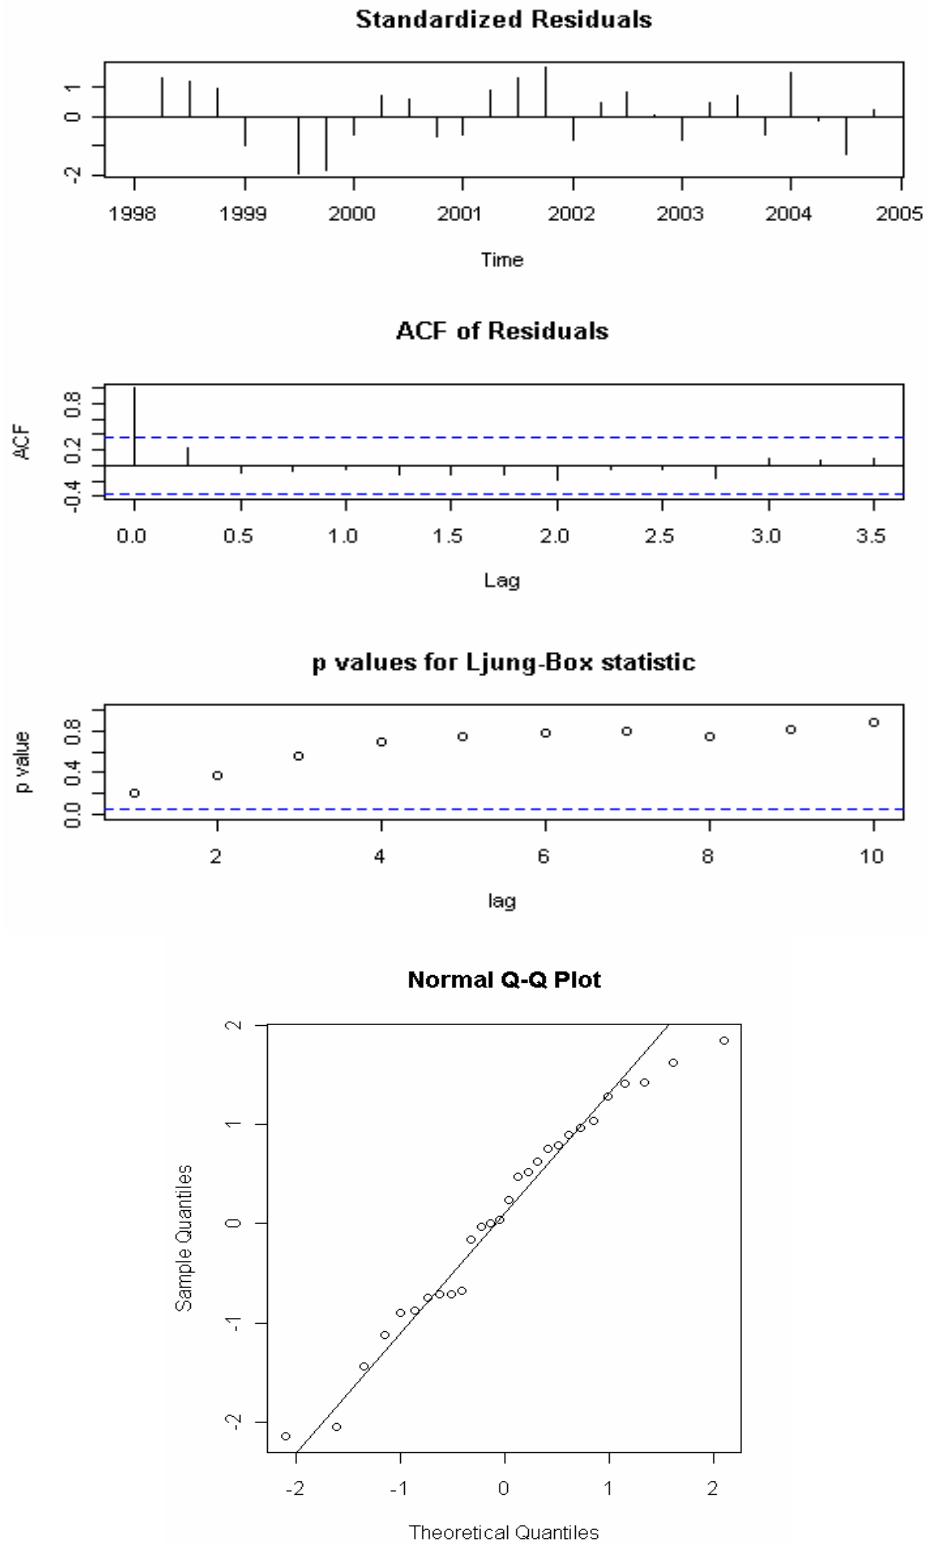 Standardized Residuals
1
0
-2
1998 1999 2000 2001 2002 2003 2004 2005
Time
ACF of Residuals
ACF
0.8
0.2
-0.4
0.0 0.5 1.0 1.5 2.0 2.5 3.0 3.5
Lag
p values for Ljung-Box statistic
p value
0.8
0.4
0.0
2 4 6 8 10
lag
Normal Q-Q Plot
Sample Quantiles
2
1
0
-1
-2
-2 -1 0 1 2
Theoretical Quantiles